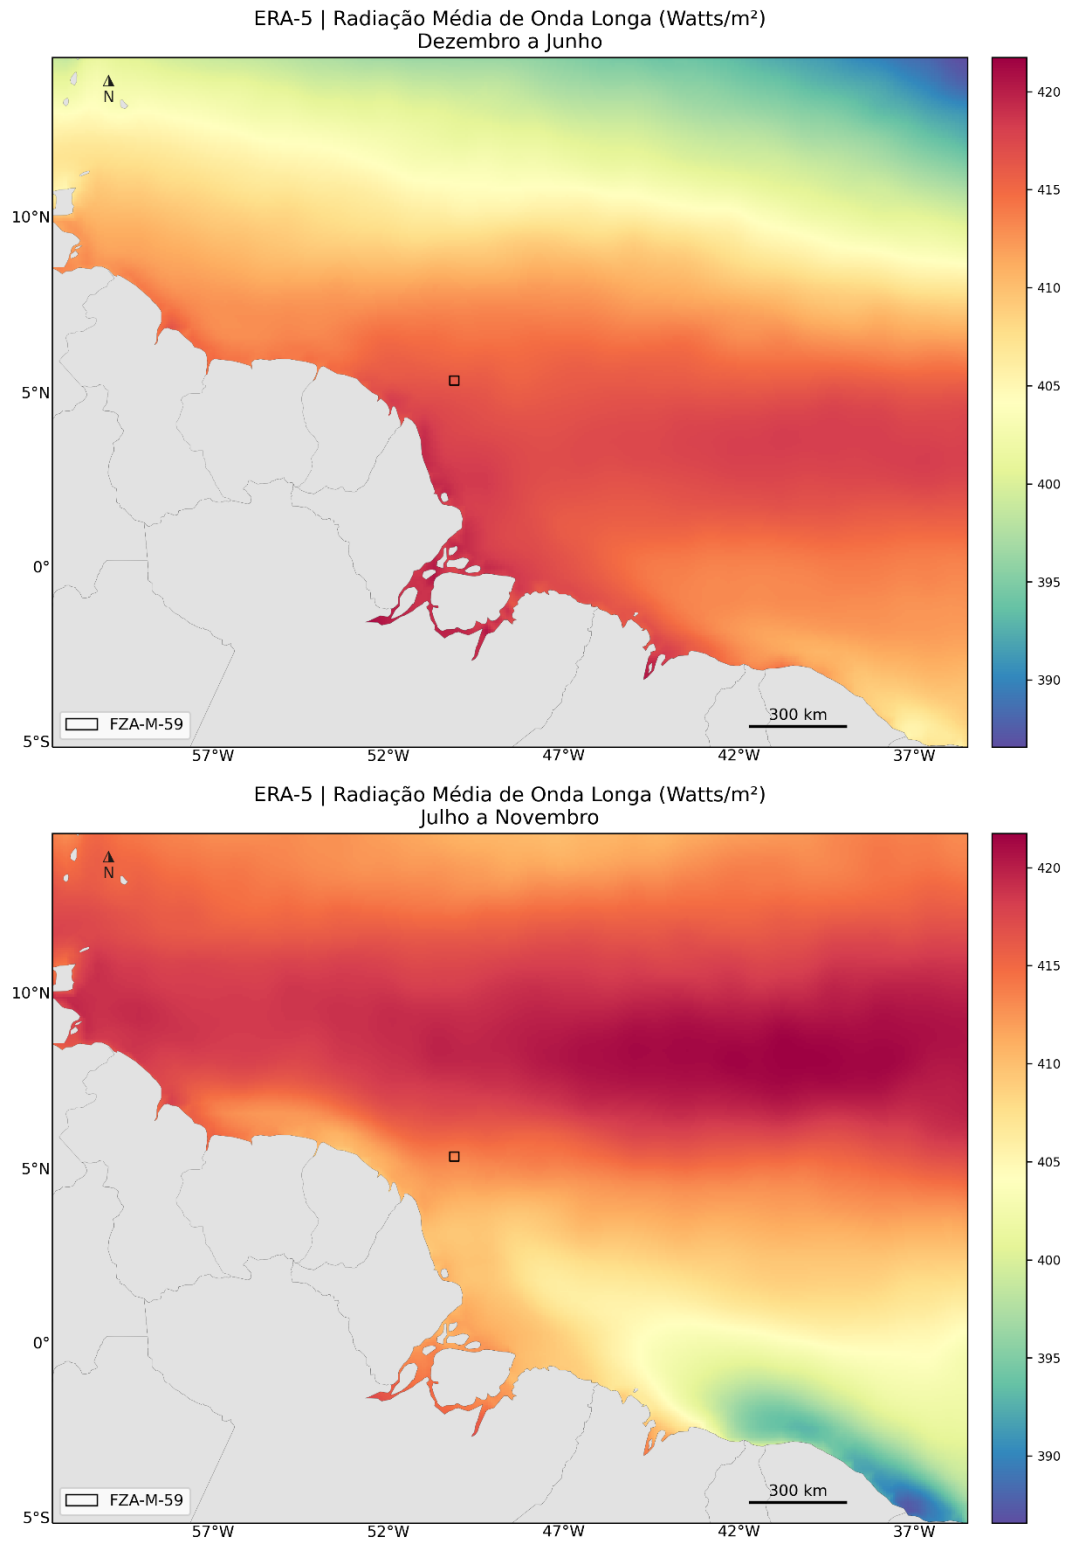 ERA-5 | Radiação Média de Onda Longa (Watts/m²)
Dezembro a Junho
N
10°N
5°N
0°
5°S
57°W
52°W
47°W
42°W
37°W
FZA-M-59
300 km
420
415
410
405
400
395
390
ERA-5 | Radiação Média de Onda Longa (Watts/m²)
Julho a Novembro
N
10°N
5°N
0°
5°S
57°W
52°W
47°W
42°W
37°W
FZA-M-59
300 km
420
415
410
405
400
395
390